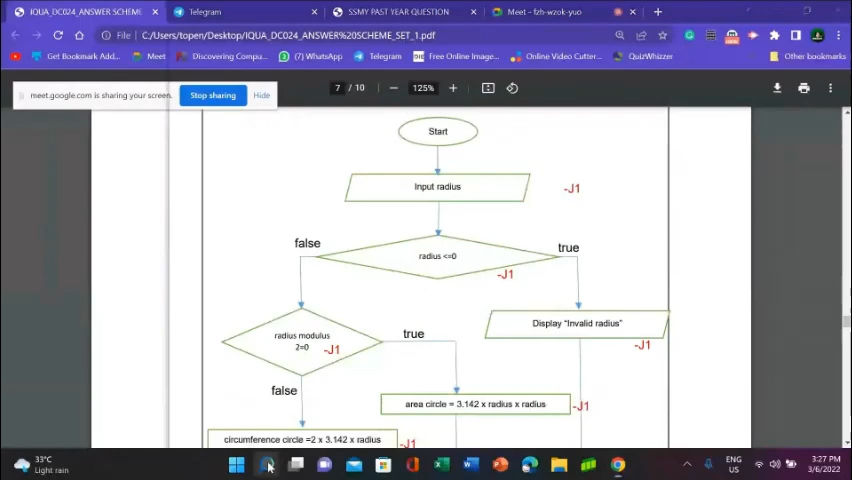 IQUA_DC024_ANSWER SCHEME
Telegram
SSMY PAST YEAR QUESTION
Meet - fzh-wzok-yuo
File
C:/Users/topen/Desktop/IQUA_DC024_ANSWER%20SCHEME_SET_1.pdf
YouTube
Get Bookmark Add...
Meet
Discovering Compu...
(7) WhatsApp
Telegram
Free Online Image...
Online Video Cutter...
QuizWhizzer
Other bookmarks
meet.google.com is sharing your screen.
Stop sharing
Hide
7 / 10
125%
Start
Input radius
-J1
false
true
radius <=0
-J1
radius modulus
2=0
-J1
true
Display "Invalid radius"
-J1
false
area circle = 3.142 x radius x radius
-J1
circumference circle =2 x 3.142 x radius
-J1
33°C
Light rain
ENG
US
3:27 PM
3/6/2022